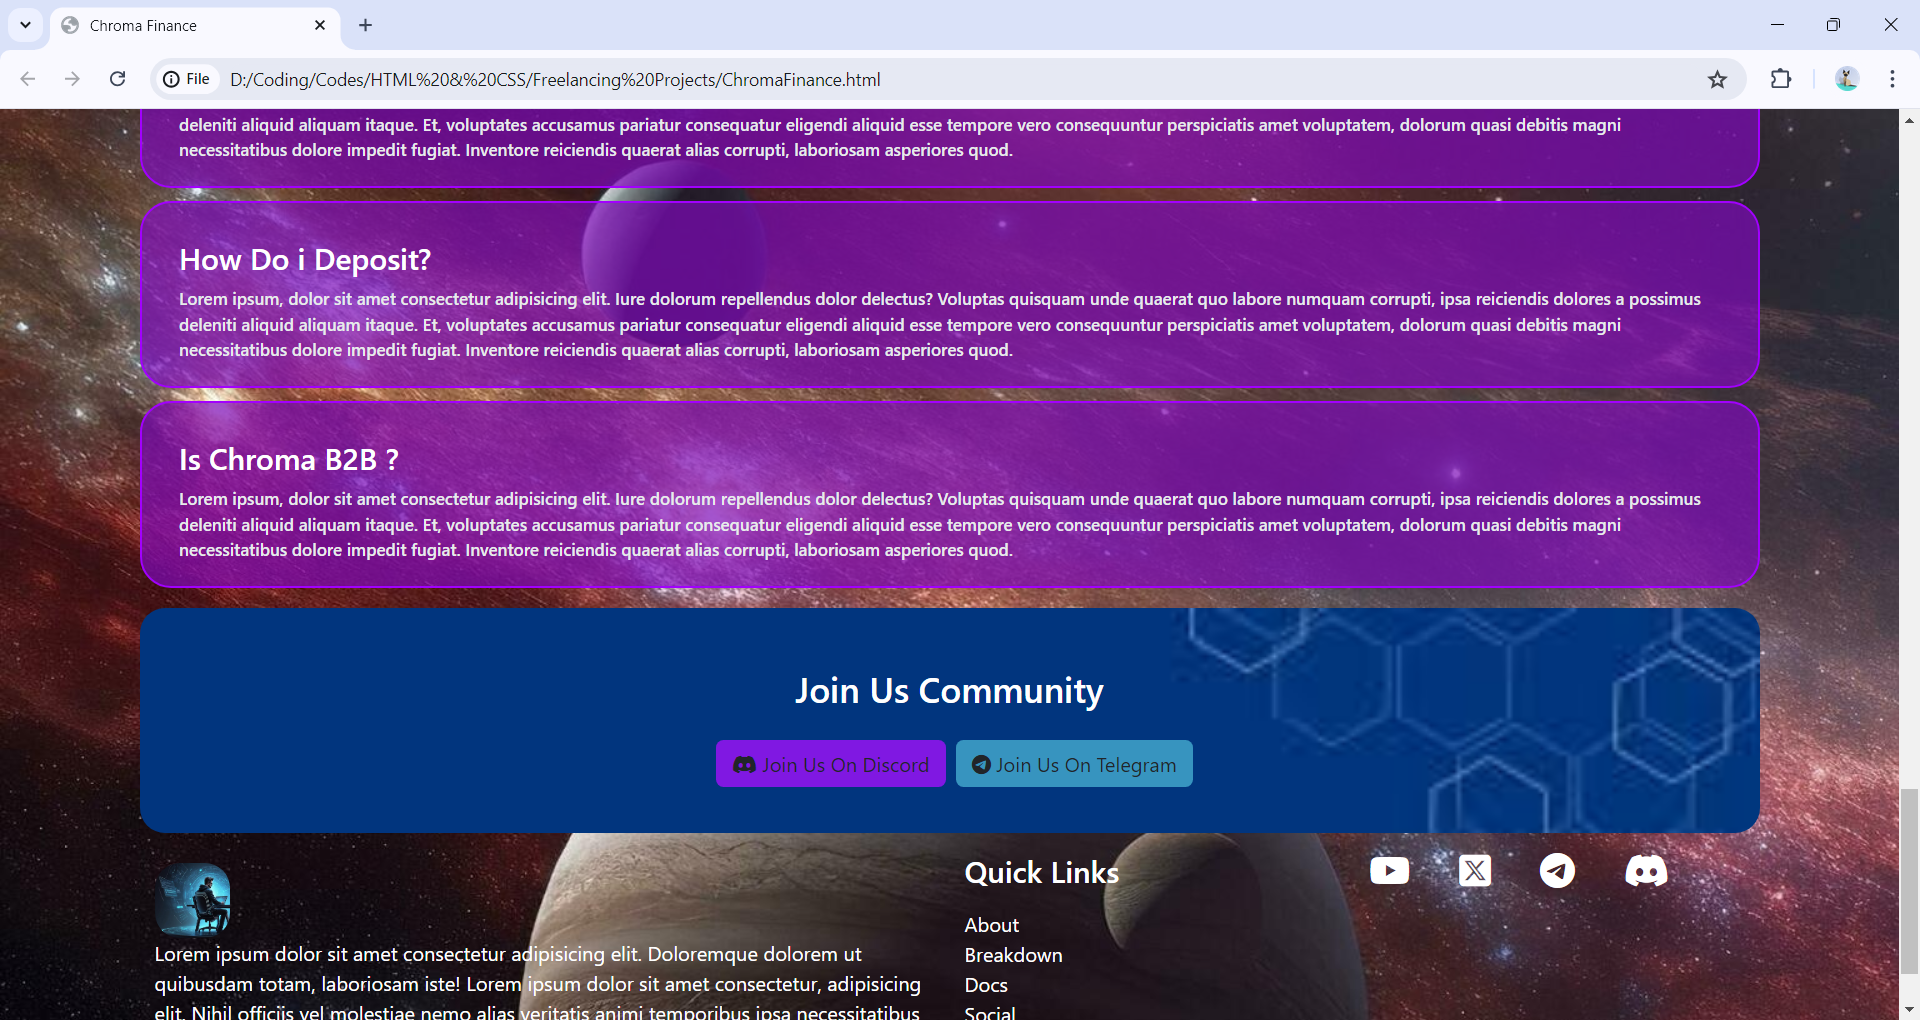 Chroma Finance
File D:/Coding/Codes/HTML%20&%20CSS/Freelancing%20Projects/ChromaFinance.html
deleniti aliquid aliquam itaque. Et, voluptates accusamus pariatur consequatur eligendi aliquid esse tempore vero consequuntur perspiciatis amet voluptatem, dolorum quasi debitis magni
necessitatibus dolore impedit fugiat. Inventore reiciendis quaerat alias corrupti, laboriosam asperiores quod.
How Do i Deposit?
Lorem ipsum, dolor sit amet consectetur adipisicing elit. Iure dolorum repellendus dolor delectus? Voluptas quisquam unde quaerat quo labore numquam corrupti, ipsa reiciendis dolores a possimus
deleniti aliquid aliquam itaque. Et, voluptates accusamus pariatur consequatur eligendi aliquid esse tempore vero consequuntur perspiciatis amet voluptatem, dolorum quasi debitis magni
necessitatibus dolore impedit fugiat. Inventore reiciendis quaerat alias corrupti, laboriosam asperiores quod.
Is Chroma B2B ?
Lorem ipsum, dolor sit amet consectetur adipisicing elit. Iure dolorum repellendus dolor delectus? Voluptas quisquam unde quaerat quo labore numquam corrupti, ipsa reiciendis dolores a possimus
deleniti aliquid aliquam itaque. Et, voluptates accusamus pariatur consequatur eligendi aliquid esse tempore vero consequuntur perspiciatis amet voluptatem, dolorum quasi debitis magni
necessitatibus dolore impedit fugiat. Inventore reiciendis quaerat alias corrupti, laboriosam asperiores quod.
Join Us Community
Join Us On Discord
Join Us On Telegram
Lorem ipsum dolor sit amet consectetur adipisicing elit. Doloremque dolorem ut
quibusdam totam, laboriosam iste! Lorem ipsum dolor sit amet consectetur, adipisicing
elit. Nihil officiis vel molestiae nemo alias veritatis animi temporibus ipsa necessitatibus
Quick Links
About
Breakdown
Docs
Social